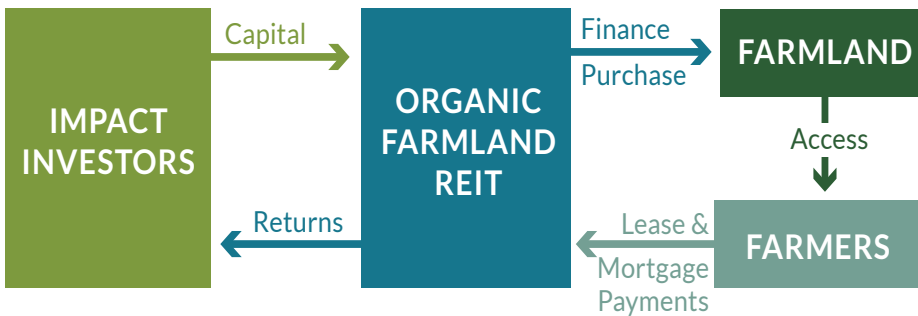 IMPACT
INVESTORS
Capital
Returns
ORGANIC
FARMLAND
REIT
Finance
Purchase
FARMLAND
Access
FARMERS
Lease &
Mortgage
Payments